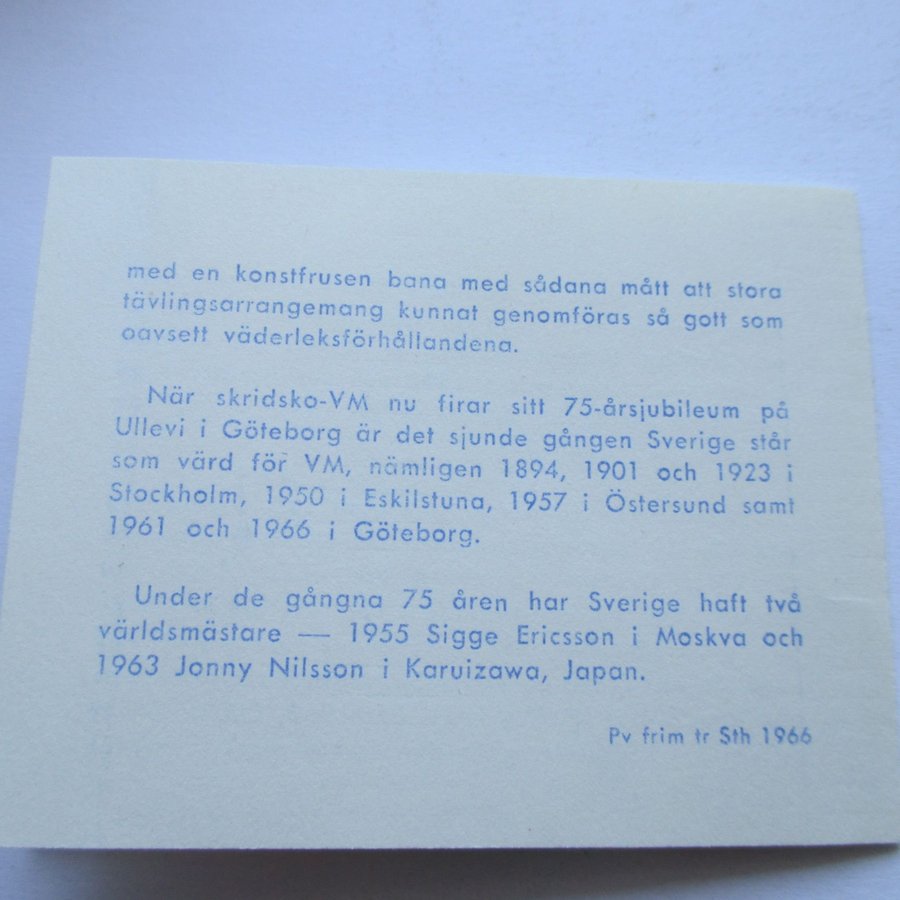 med en konstfrusen bana med sådana mått att stora
tävlingsarrangemang kunnat genomföras så gott som
oavsett väderleksförhållandena.
När skridsko-VM nu firar sitt 75-årsjubileum på
Ullevi i Göteborg är det sjunde gången Sverige står
som värd för VM, nämligen 1894, 1901 och 1923 i
Stockholm, 1950 i Eskilstuna, 1957 i Östersund samt
1961 och 1966 i Göteborg.
Under de gångna 75 åren har Sverige haft två
världsmästare — 1955 Sigge Ericsson i Moskva och
1963 Jonny Nilsson i Karuizawa, Japan.
Pv frim tr Sth 1966